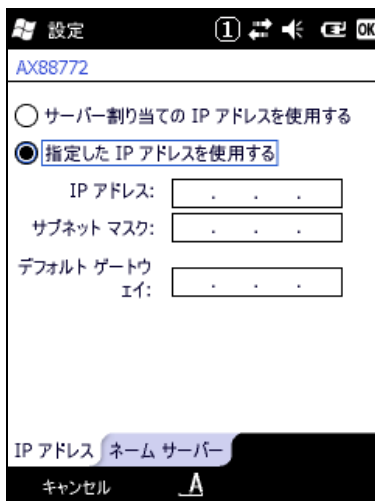 設定 1 OK
AX88772
サーバー割り当ての IP アドレスを使用する
指定した IP アドレスを使用する
IP アドレス: . . .
サブネット マスク: . . .
デフォルト ゲートウ
ェイ: . . .
IP アドレス ネーム サーバー
キャンセル A